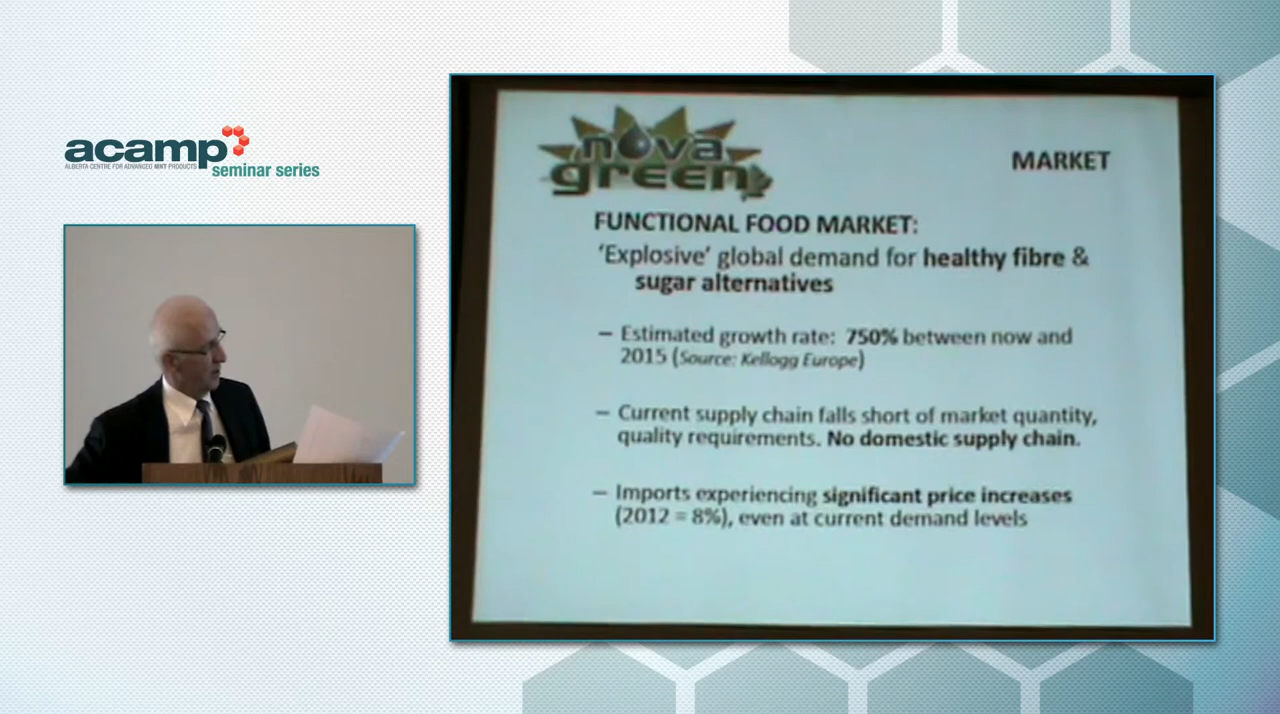 acamp
ALBERTA CENTRE FOR ADVANCED MNT PRODUCTS
seminar series
nova
green
MARKET
FUNCTIONAL FOOD MARKET:
‘Explosive’ global demand for healthy fibre &
sugar alternatives
– Estimated growth rate: 750% between now and
2015 (Source: Kellogg Europe)
– Current supply chain falls short of market quantity,
quality requirements. No domestic supply chain.
– Imports experiencing significant price increases
(2012 = 8%), even at current demand levels